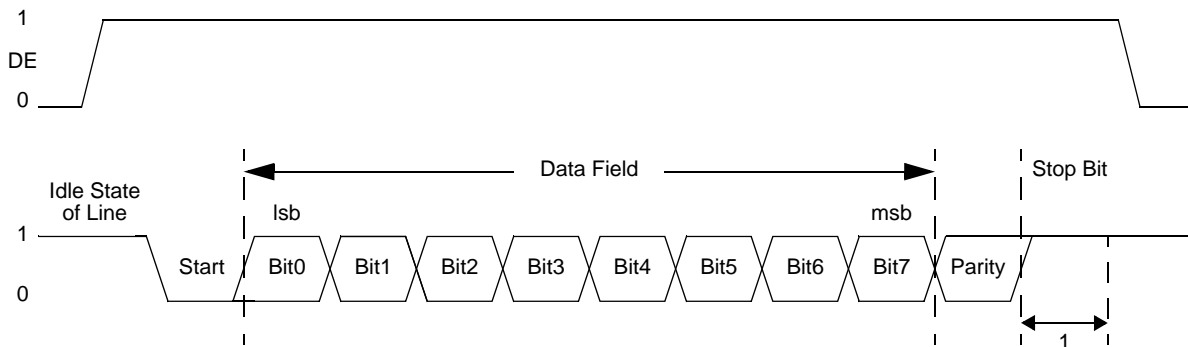 1
DE
0
Data Field
Stop Bit
Idle State
of Line
lsb
msb
1
Start
Bit0
Bit1
Bit2
Bit3
Bit4
Bit5
Bit6
Bit7
Parity
0
1